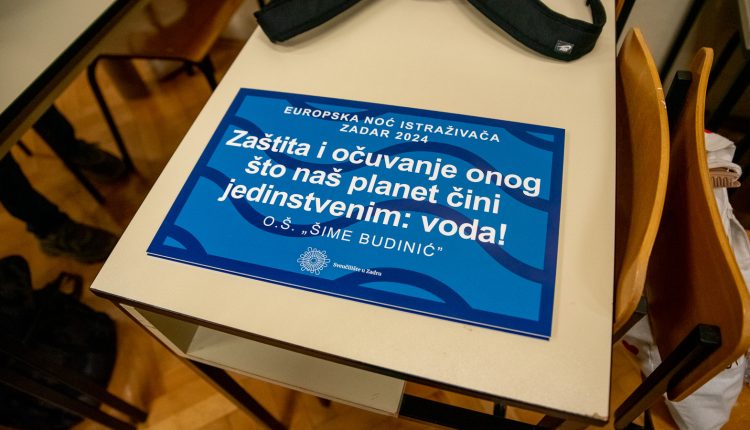 EUROPSKA NOĆ ISTRAŽIVAČA
ZADAR 2024
Zaštita i očuvanje onog
što naš planet čini
jedinstvenim: voda!
O.Š. „ŠIME BUDINIĆ”
Sveučilište u Zadru